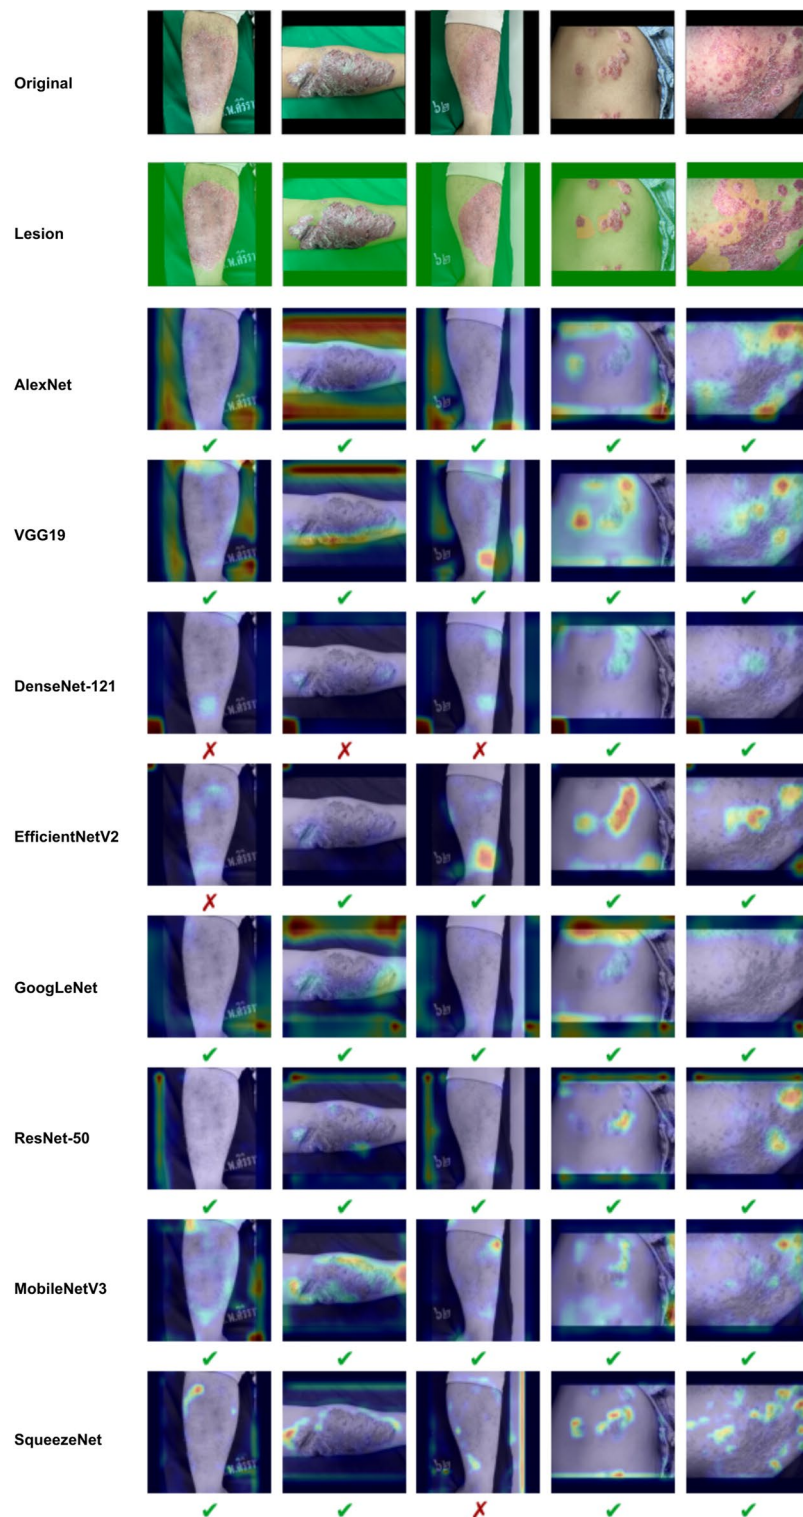 Original
Lesion
AlexNet
✓ ✓ ✓ ✓ ✓
VGG19
✓ ✓ ✓ ✓ ✓
DenseNet-121
✗ ✗ ✗ ✓ ✓
EfficientNetV2
✗ ✓ ✓ ✓ ✓
GoogLeNet
✓ ✓ ✓ ✓ ✓
ResNet-50
✓ ✓ ✓ ✓ ✓
MobileNetV3
✓ ✓ ✓ ✓ ✓
SqueezeNet
✓ ✓ ✗ ✓ ✓